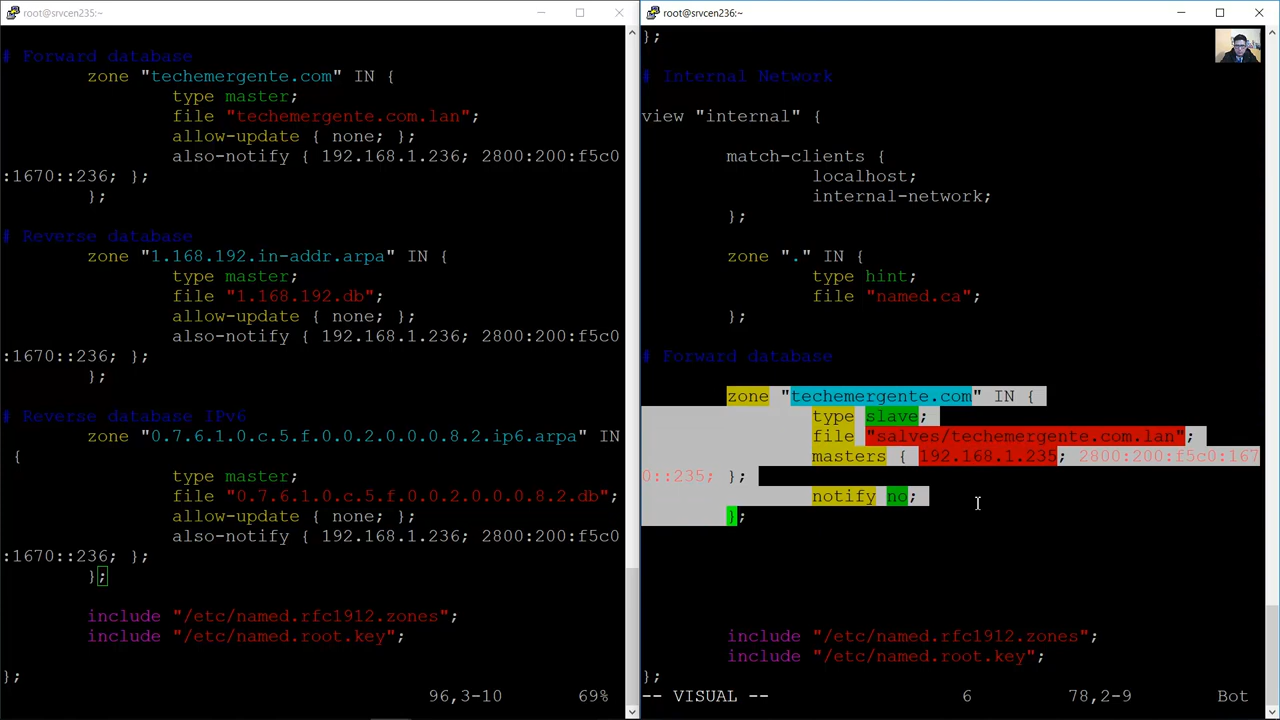 root@srvcen235:~
# Forward database
zone "techemergente.com" IN {
type master;
file "techemergente.com.lan";
allow-update { none; };
also-notify { 192.168.1.236; 2800:200:f5c0
:1670::236; };
};
# Reverse database
zone "1.168.192.in-addr.arpa" IN {
type master;
file "1.168.192.db";
allow-update { none; };
also-notify { 192.168.1.236; 2800:200:f5c0
:1670::236; };
};
# Reverse database IPv6
zone "0.7.6.1.0.c.5.f.0.0.2.0.0.0.8.2.ip6.arpa" IN
{
type master;
file "0.7.6.1.0.c.5.f.0.0.2.0.0.0.8.2.db";
allow-update { none; };
also-notify { 192.168.1.236; 2800:200:f5c0
:1670::236; };
};
include "/etc/named.rfc1912.zones";
include "/etc/named.root.key";
};
96,3-10 69%
root@srvcen236:~
};
# Internal Network
view "internal" {
match-clients {
localhost;
internal-network;
};
zone "." IN {
type hint;
file "named.ca";
};
# Forward database
zone "techemergente.com" IN {
type slave;
file "salves/techemergente.com.lan";
masters { 192.168.1.235; 2800:200:f5c0:167
0::235; };
notify no;
};
include "/etc/named.rfc1912.zones";
include "/etc/named.root.key";
};
-- VISUAL -- 6 78,2-9 Bot